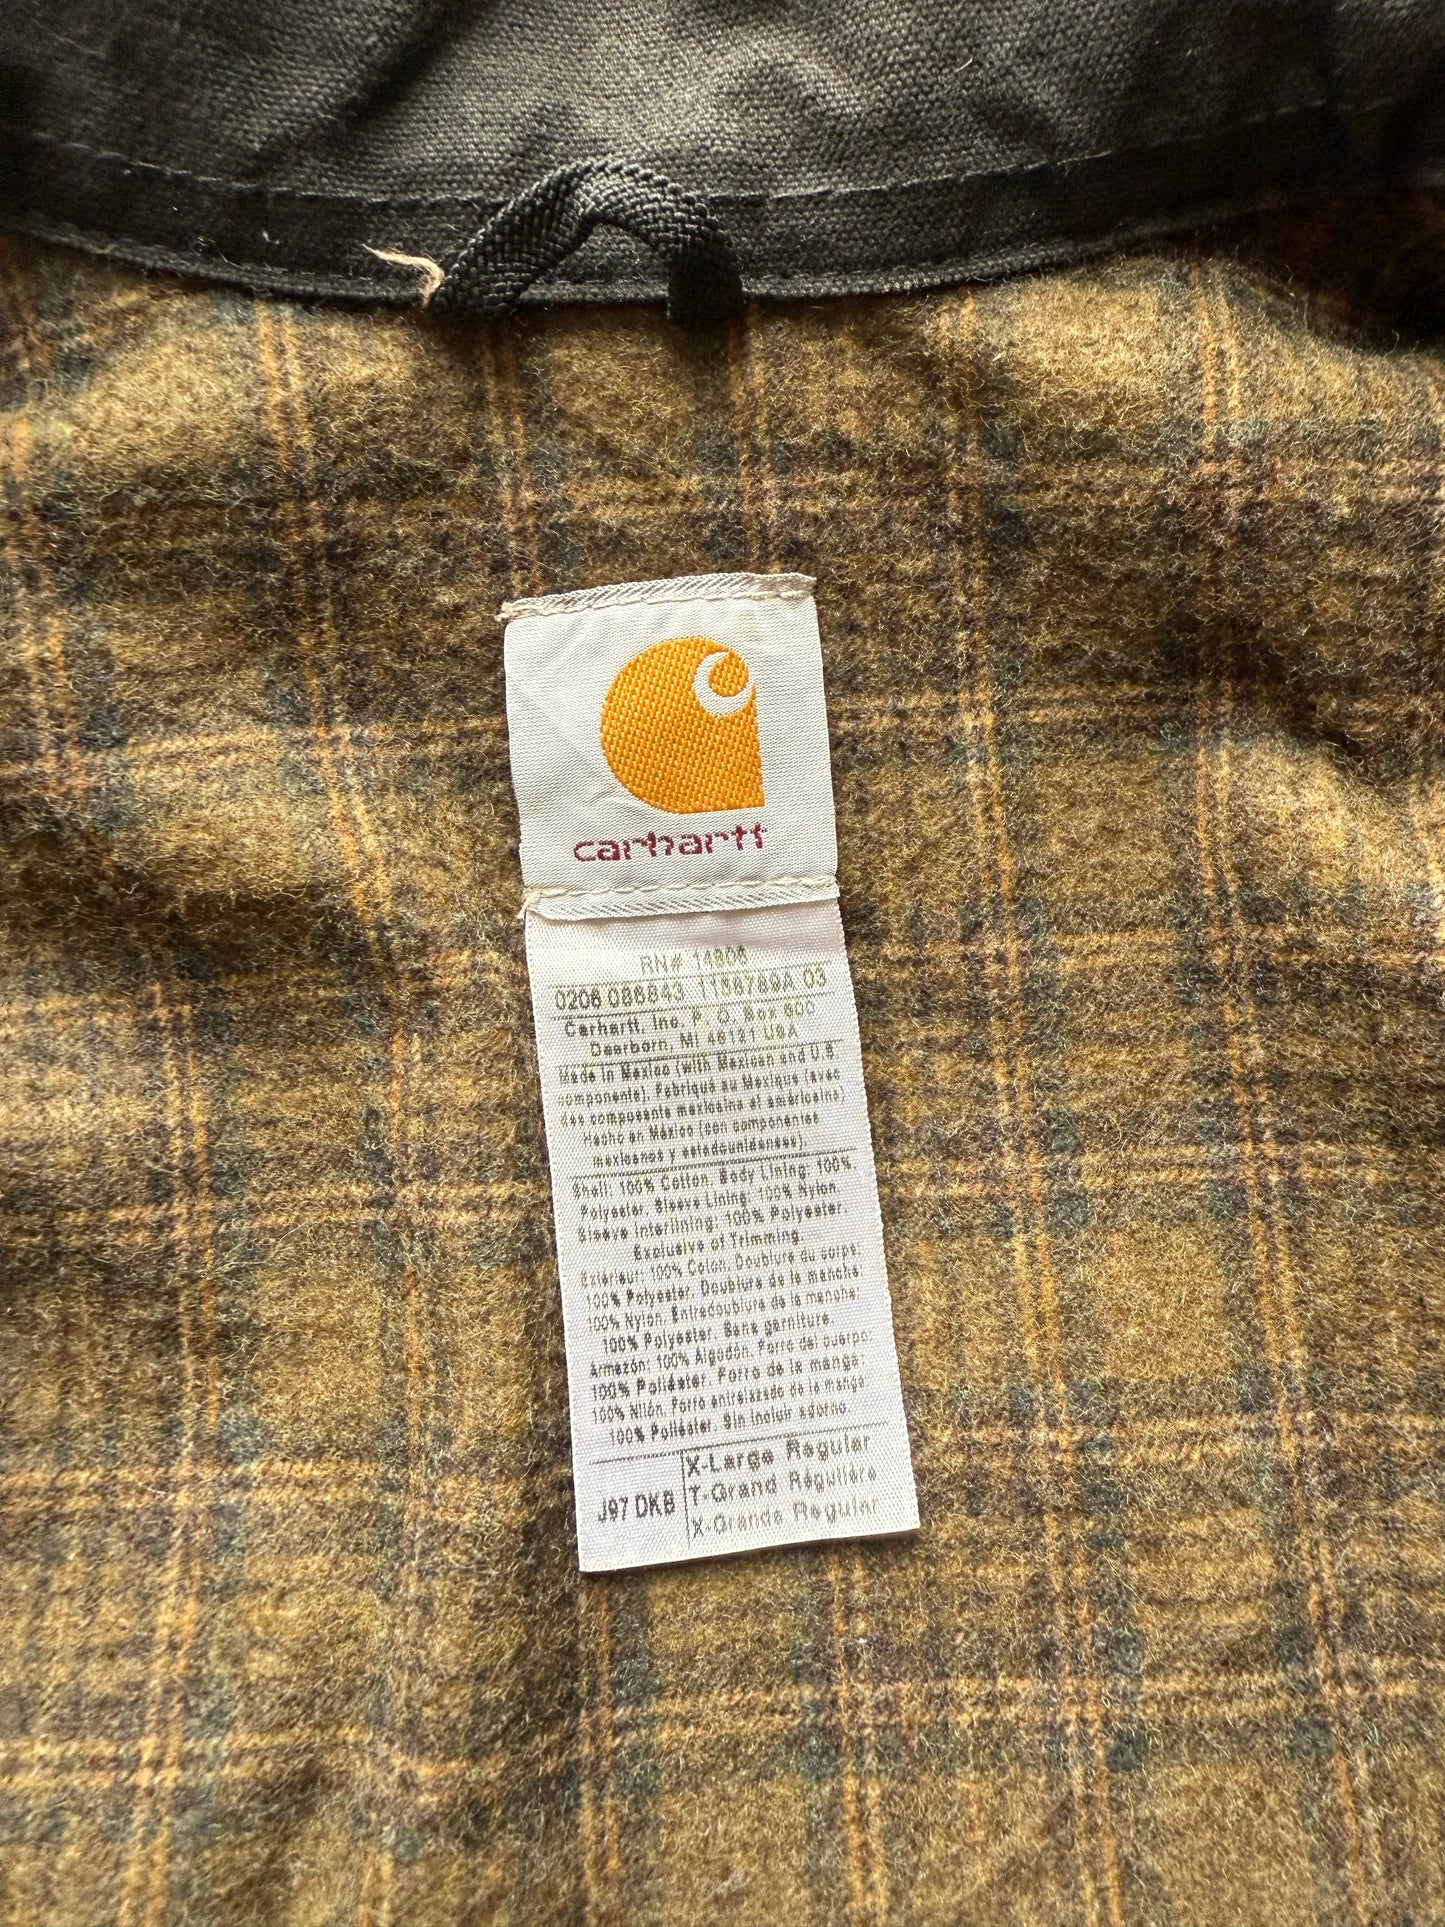 carhartt
RN# 14806
0206 086843 1156789A 03
Carhartt, Inc. P. O. Box 600
Dearborn, MI 48121 USA
Made in Mexico (with Mexican and U.S.
components). Fabriqué au Mexique (avec
des composants mexicains et américains)
Hecho en México (con componentes
mexicanos y estadounidenses).
Shell: 100% Cotton. Body Lining: 100%
Polyester. Sleeve Lining: 100% Nylon.
Sleeve Interlining: 100% Polyester.
Exclusive of Trimming.
Extérieur: 100% Coton. Doublure du corps:
100% Polyester. Doublure de la manche:
100% Nylon. Entredoublure de la manche:
100% Polyester. Sans garniture.
Armazón: 100% Algodón. Forro del cuerpo:
100% Poliéster. Forro de la manga:
100% Nilón. Forro entrelazado de la manga:
100% Poliéster. Sin incluir adorno.
J97 DKB
X-Large Regular
T-Grand Régulière
X-Grande Regular